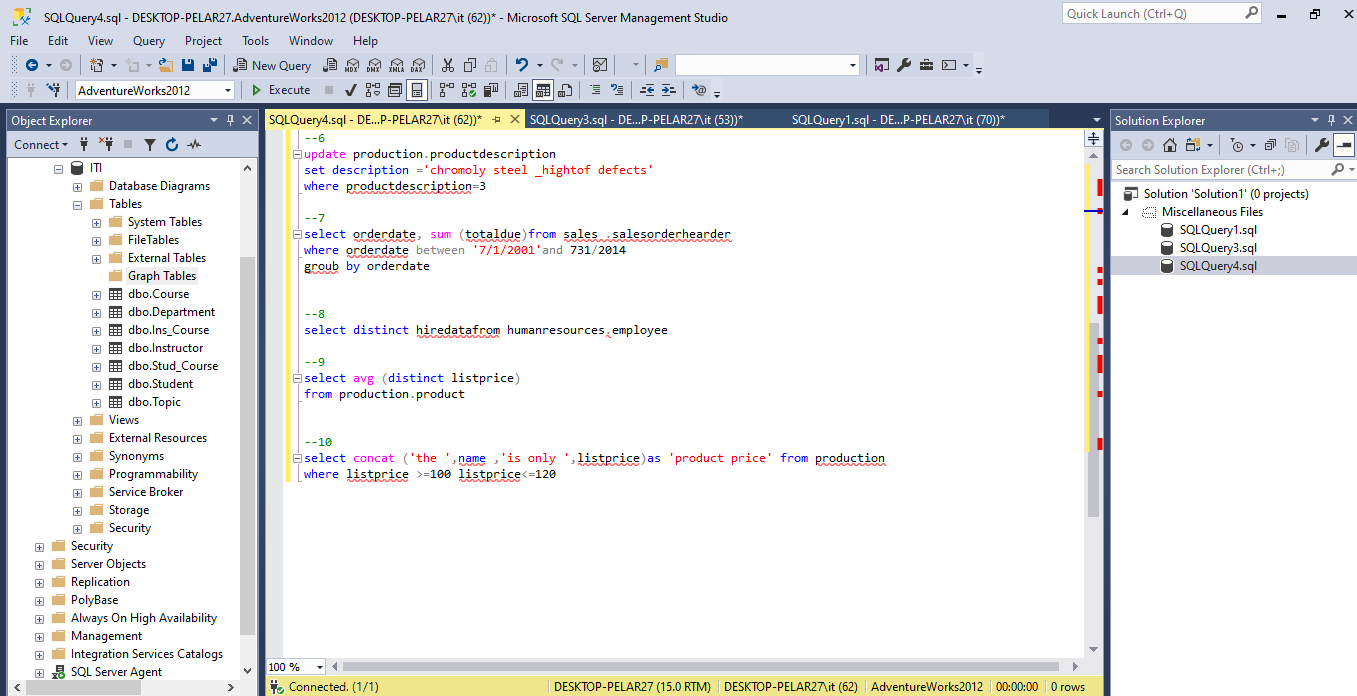 SQLQuery4.sql - DESKTOP-PELAR27.AdventureWorks2012 (DESKTOP-PELAR27\it (62))* - Microsoft SQL Server Management Studio
Quick Launch (Ctrl+Q)
File Edit View Query Project Tools Window Help
New Query MDX DMX XMLA DAX
AdventureWorks2012 Execute
Object Explorer
Connect
ITI
Database Diagrams
Tables
System Tables
FileTables
External Tables
Graph Tables
dbo.Course
dbo.Department
dbo.Ins_Course
dbo.Instructor
dbo.Stud_Course
dbo.Student
dbo.Topic
Views
External Resources
Synonyms
Programmability
Service Broker
Storage
Security
Security
Server Objects
Replication
PolyBase
Always On High Availability
Management
Integration Services Catalogs
SQL Server Agent
SQLQuery4.sql - DE...P-PELAR27\it (62))* SQLQuery3.sql - DE...P-PELAR27\it (53))* SQLQuery1.sql - DE...P-PELAR27\it (70))*
--6
update production.productdescription
set description ='chromoly steel _hightof defects'
where productdescription=3
--7
select orderdate, sum (totaldue)from sales .salesorderhearder
where orderdate between '7/1/2001'and 731/2014
groub by orderdate
--8
select distinct hiredatafrom humanresources.employee
--9
select avg (distinct listprice)
from production.product
--10
select concat ('the ',name ,'is only ',listprice)as 'product price' from production
where listprice >=100 listprice<=120
100 %
Connected. (1/1) DESKTOP-PELAR27 (15.0 RTM) DESKTOP-PELAR27\it (62) AdventureWorks2012 00:00:00 0 rows
Solution Explorer
Search Solution Explorer (Ctrl+;)
Solution 'Solution1' (0 projects)
Miscellaneous Files
SQLQuery1.sql
SQLQuery3.sql
SQLQuery4.sql